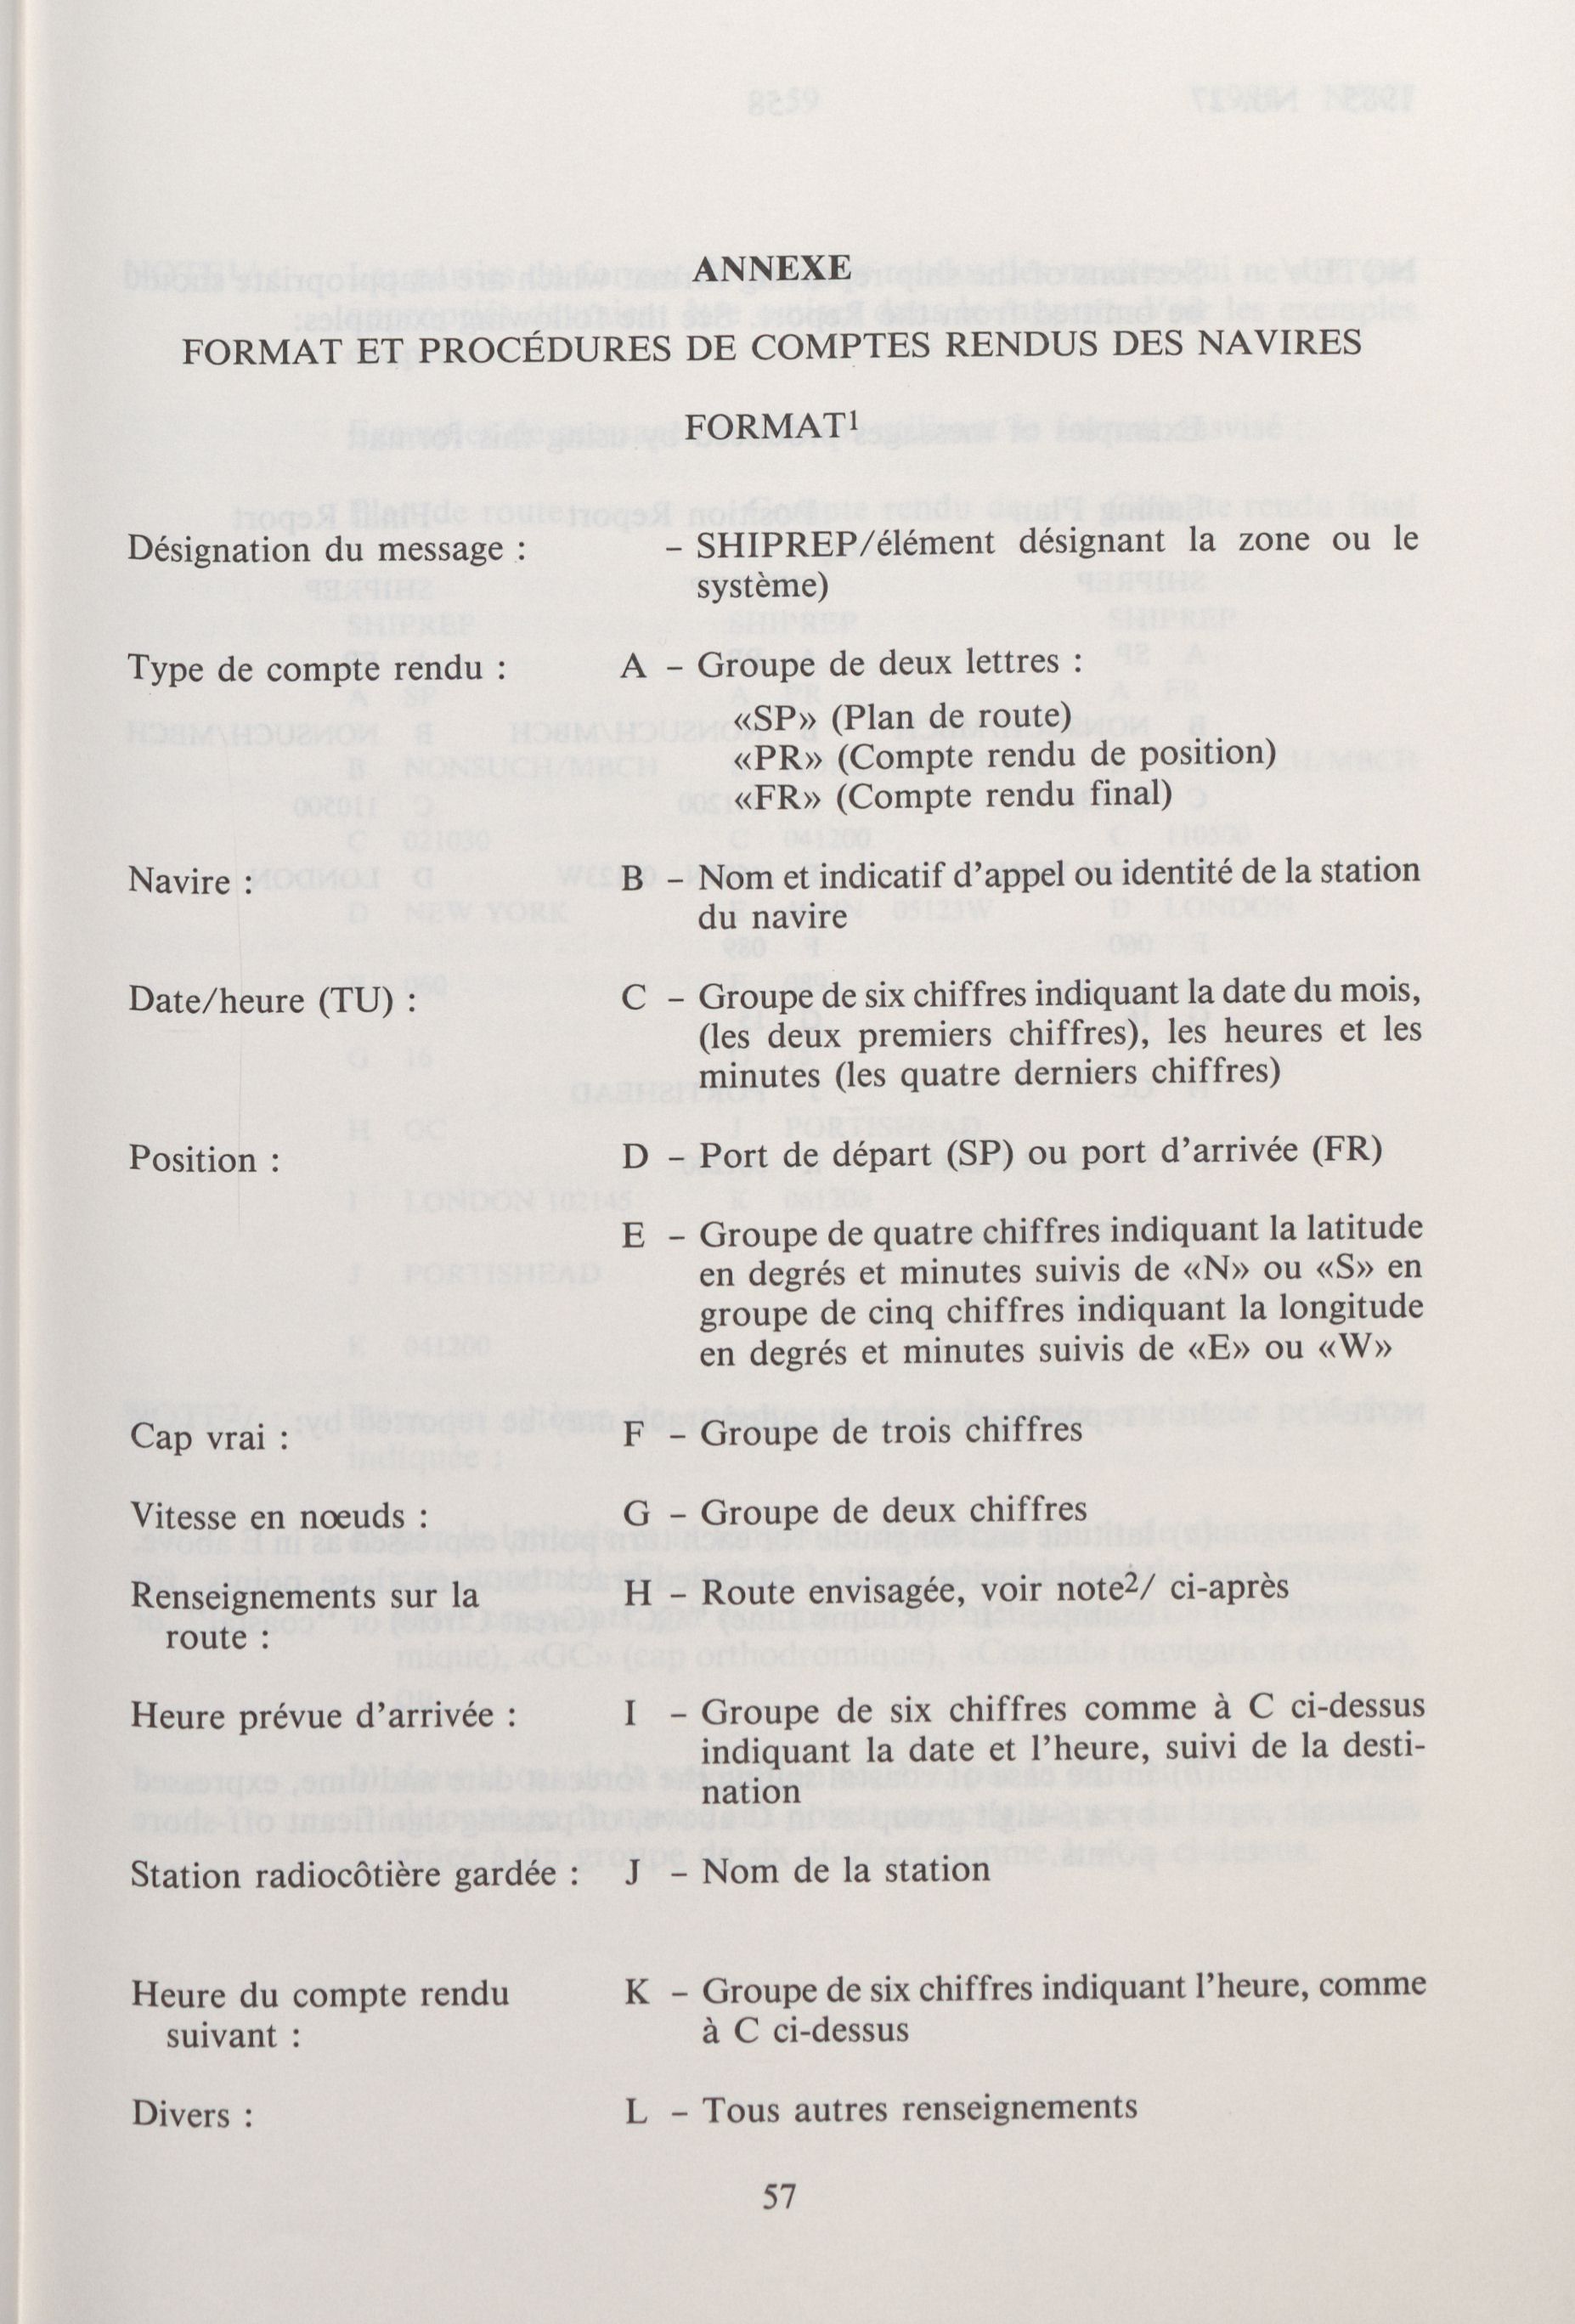 ANNEXE
FORMAT ET PROCÉDURES DE COMPTES RENDUS DES NAVIRES
FORMAT¹
Désignation du message : – SHIPREP/élément désignant la zone ou le
système)
Type de compte rendu : A – Groupe de deux lettres :
«SP» (Plan de route)
«PR» (Compte rendu de position)
«FR» (Compte rendu final)
Navire : B – Nom et indicatif d'appel ou identité de la station
du navire
Date/heure (TU) : C – Groupe de six chiffres indiquant la date du mois,
(les deux premiers chiffres), les heures et les
minutes (les quatre derniers chiffres)
Position : D – Port de départ (SP) ou port d'arrivée (FR)
E – Groupe de quatre chiffres indiquant la latitude
en degrés et minutes suivis de «N» ou «S» en
groupe de cinq chiffres indiquant la longitude
en degrés et minutes suivis de «E» ou «W»
Cap vrai : F – Groupe de trois chiffres
Vitesse en nœuds : G – Groupe de deux chiffres
Renseignements sur la H – Route envisagée, voir note²/ ci-après
route :
Heure prévue d'arrivée : I – Groupe de six chiffres comme à C ci-dessus
indiquant la date et l'heure, suivi de la desti-
nation
Station radiocôtière gardée : J – Nom de la station
Heure du compte rendu K – Groupe de six chiffres indiquant l'heure, comme
suivant : à C ci-dessus
Divers : L – Tous autres renseignements
57